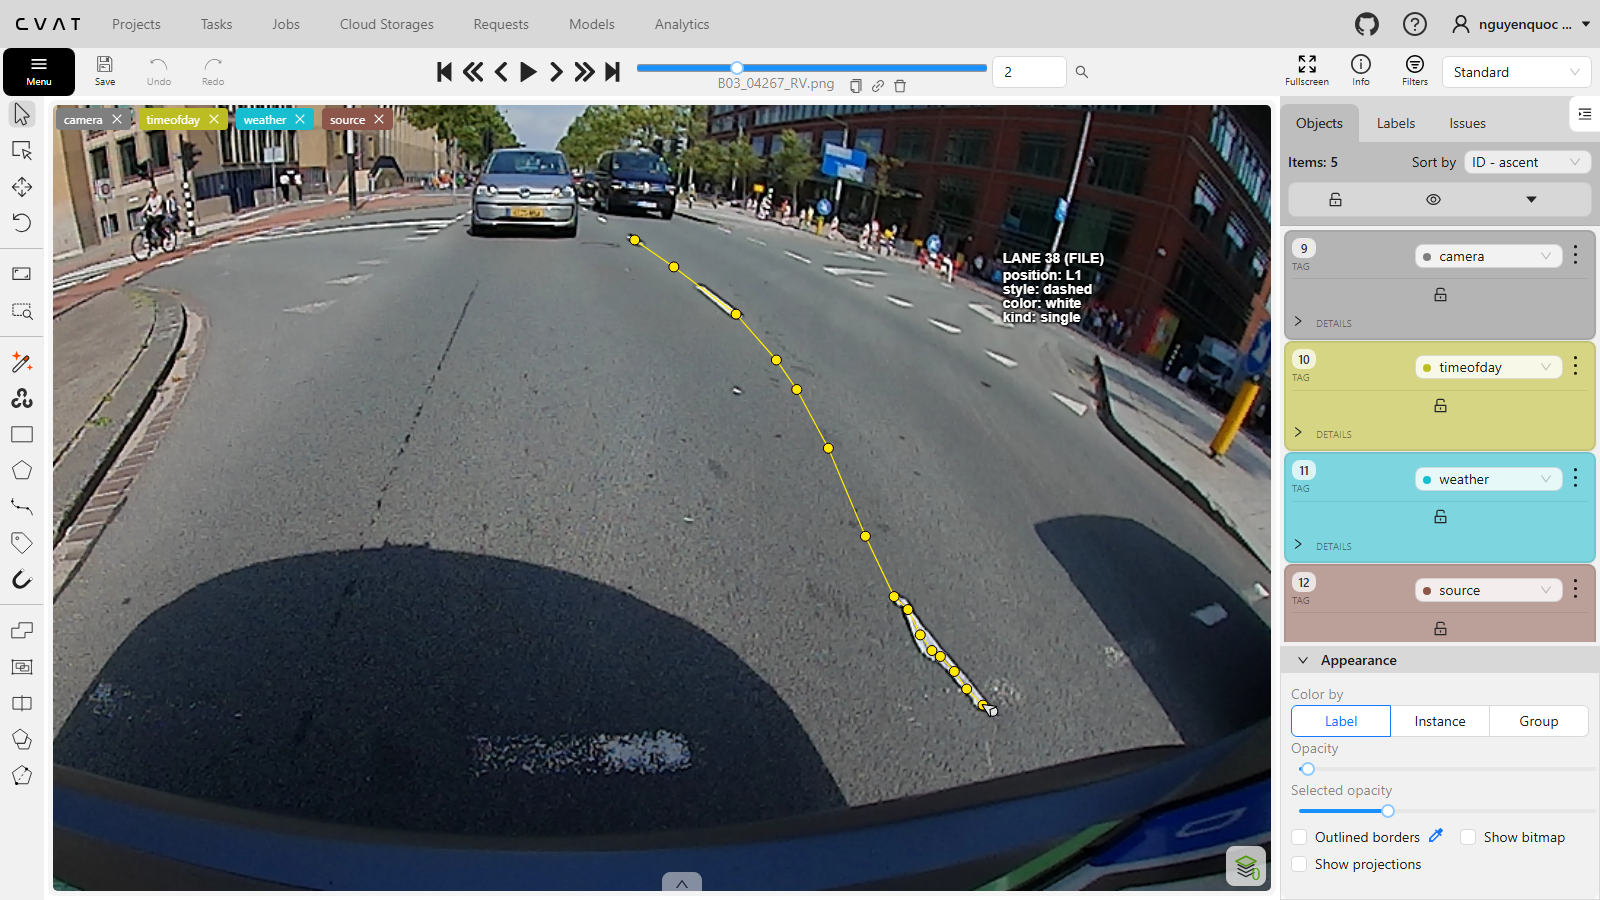 CVAT
Projects
Tasks
Jobs
Cloud Storages
Requests
Models
Analytics
nguyenquoc ...
Menu
Save
Undo
Redo
B03_04267_RV.png
2
Fullscreen
Info
Filters
Standard
camera
timeofday
weather
source
LANE 38 (FILE)
position: L1
style: dashed
color: white
kind: single
Objects
Labels
Issues
Items: 5
Sort by
ID - ascent
9
TAG
camera
DETAILS
10
TAG
timeofday
DETAILS
11
TAG
weather
DETAILS
12
TAG
source
Appearance
Color by
Label
Instance
Group
Opacity
Selected opacity
Outlined borders
Show bitmap
Show projections
0